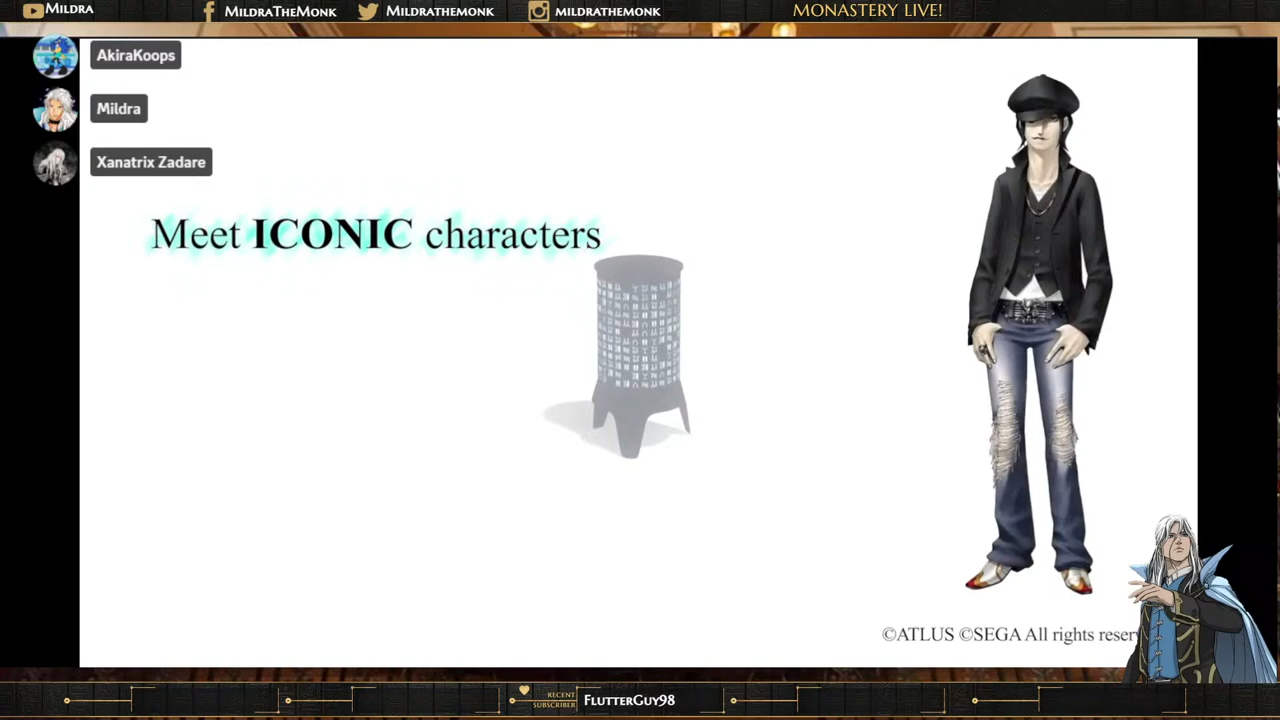 Mildra
MildraTheMonk
Mildrathemonk
mildrathemonk
MONASTERY LIVE!
AkiraKoops
Mildra
Xanatrix Zadare
Meet ICONIC characters
©ATLUS ©SEGA All rights reser
RECENT
SUBSCRIBER
FlutterGuy98